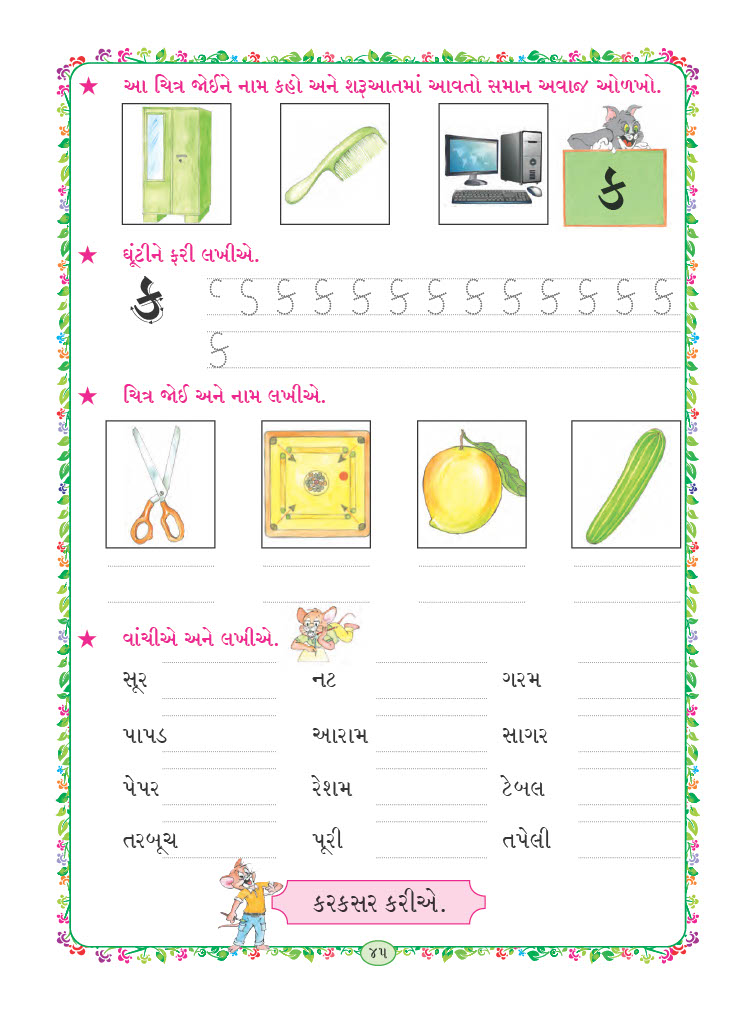 ★ આ ચિત્ર જોઈને નામ કહો અને શરૂઆતમાં આવતો સમાન અવાજ ઓળખો.
ક
★ ઘૂંટીને ફરી લખીએ.
ક ક ક ક ક ક ક ક ક ક ક ક
ક
★ ચિત્ર જોઈ અને નામ લખીએ.
★ વાંચીએ અને લખીએ.
સૂર નટ ગરમ
પાપડ આરામ સાગર
પેપર રેશમ ટેબલ
તરબૂચ પૂરી તપેલી
કરકસર કરીએ.
૪૫